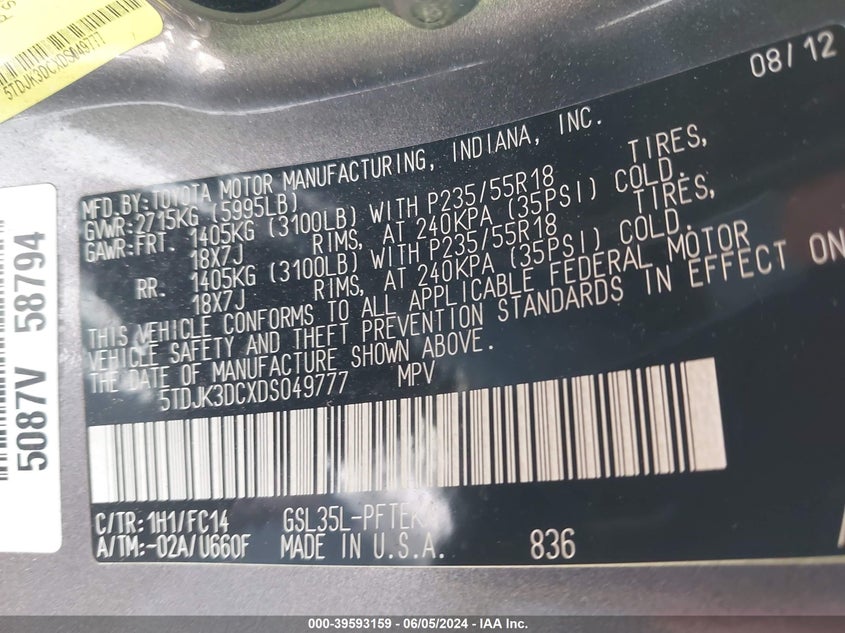 5TDJK3DCXDS049777
08/12
MFD.BY:TOYOTA MOTOR MANUFACTURING, INDIANA, INC.
GVWR:2715KG (5995LB)
GAWR:FRT. 1405KG (3100LB) WITH P235/55R18 TIRES,
18X7J RIMS, AT 240KPA (35PSI) COLD.
RR. 1405KG (3100LB) WITH P235/55R18 TIRES,
18X7J RIMS, AT 240KPA (35PSI) COLD.
THIS VEHICLE CONFORMS TO ALL APPLICABLE FEDERAL MOTOR
VEHICLE SAFETY AND THEFT PREVENTION STANDARDS IN EFFECT ON
THE DATE OF MANUFACTURE SHOWN ABOVE.
5TDJK3DCXDS049777 MPV
C/TR:1H1/FC14 GSL35L-PFTEK
A/TM:-02A/U660F MADE IN U.S.A. 836
5087V 58794
000-39593159 - 06/05/2024 - IAA Inc.